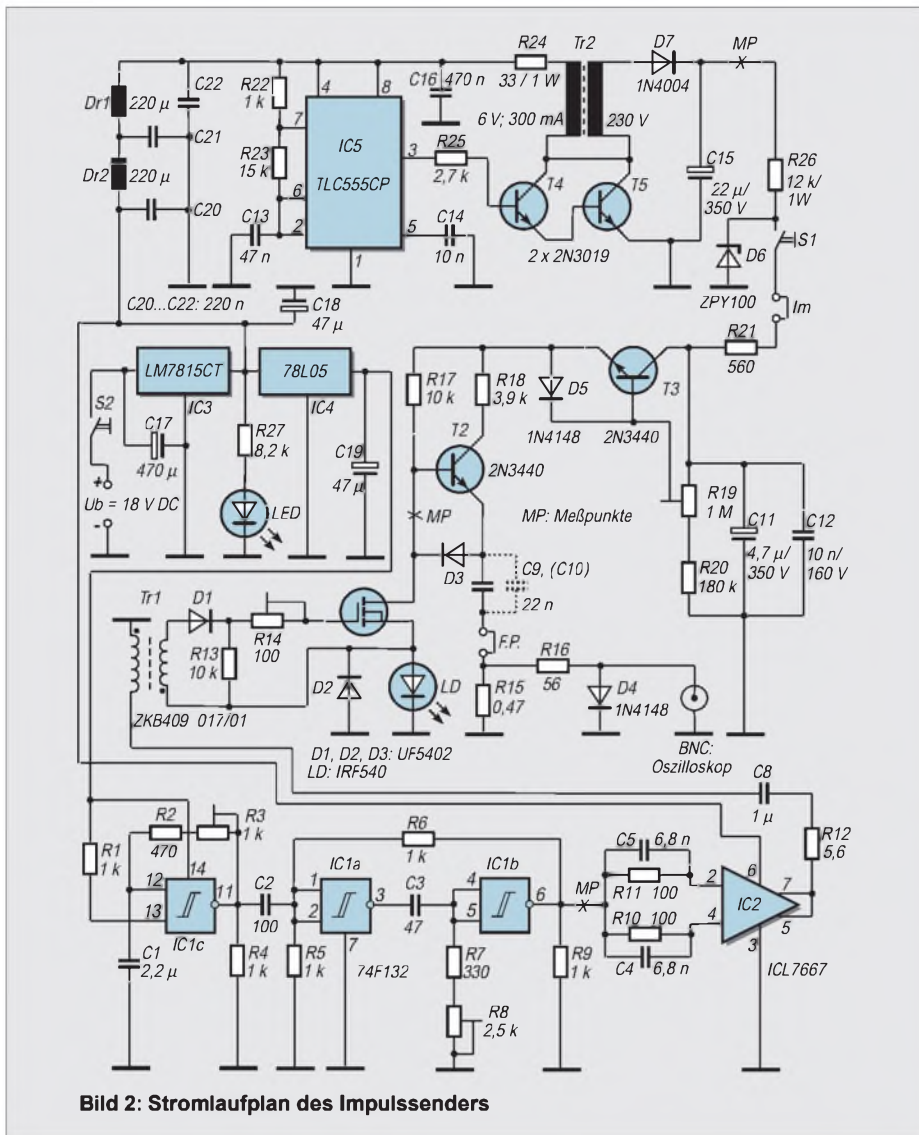 R24
Tr2
D7
MP
33 / 1 W
1N4004
C22
R22
1 k
4
8
C16
470 n
6 V; 300 mA
230 V
Dr1
220 µ
C21
7
IC5
TLC555CP
3
R25
2,7 k
R23
15 k
6
2
5
1
T4
T5
C15
22 µ/
350 V
R26
12 k/
1W
Dr2
220 µ
C20
C13
47 n
C14
10 n
2 x 2N3019
D6
ZPY100
S1
Im
C20...C22: 220 n
C18
47 µ
R21
560
LM7815CT
78L05
S2
IC3
IC4
C17
470 µ
R27
8,2 k
C19
47 µ
+
Ub = 18 V DC
-
LED
R17
10 k
R18
3,9 k
D5
1N4148
T3
2N3440
T2
2N3440
MP
MP: Meßpunkte
R19
1 M
R20
180 k
C11
4,7 µ/
350 V
C12
10 n/
160 V
D3
C9, (C10)
22 n
Tr1
D1
R14
100
R13
10 k
F.P.
R16
56
D2
LD
R15
0,47
D4
1N4148
ZKB409 017/01
D1, D2, D3: UF5402
LD: IRF540
BNC:
Oszilloskop
C8
1 µ
R2
470
R3
1 k
R6
1 k
R12
5,6
R1
1 k
14
12
13
11
IC1c
C2
100
IC1a
1
2
3
7
C3
47
IC1b
4
5
6
MP
C5
6,8 n
R11
100
R10
100
C4
6,8 n
2
4
6
7
5
3
IC2
ICL7667
C1
2,2 µ
R4
1 k
R5
1 k
74F132
R7
330
R8
2,5 k
R9
1 k
Bild 2: Stromlaufplan des Impulssenders